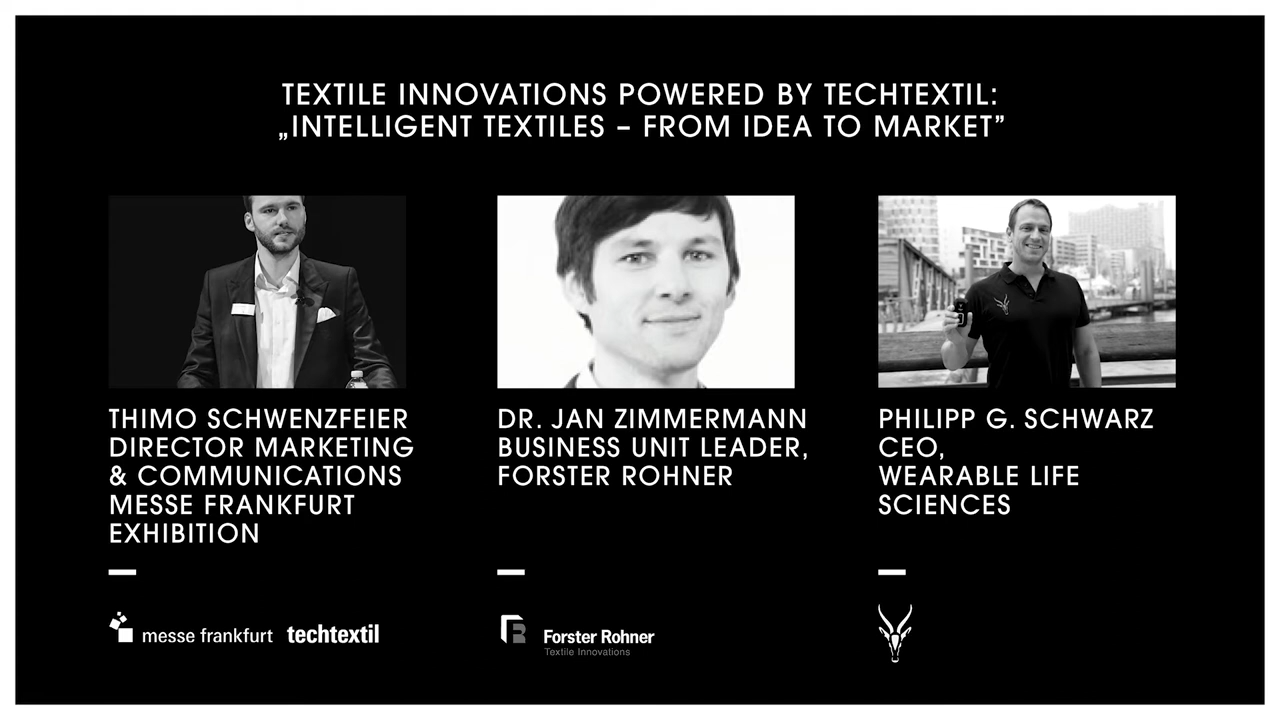 TEXTILE INNOVATIONS POWERED BY TECHTEXTIL:
„INTELLIGENT TEXTILES – FROM IDEA TO MARKET”
THIMO SCHWENZFEIER
DIRECTOR MARKETING
& COMMUNICATIONS
MESSE FRANKFURT
EXHIBITION
messe frankfurt techtextil
DR. JAN ZIMMERMANN
BUSINESS UNIT LEADER,
FORSTER ROHNER
Forster Rohner
Textile Innovations
PHILIPP G. SCHWARZ
CEO,
WEARABLE LIFE
SCIENCES